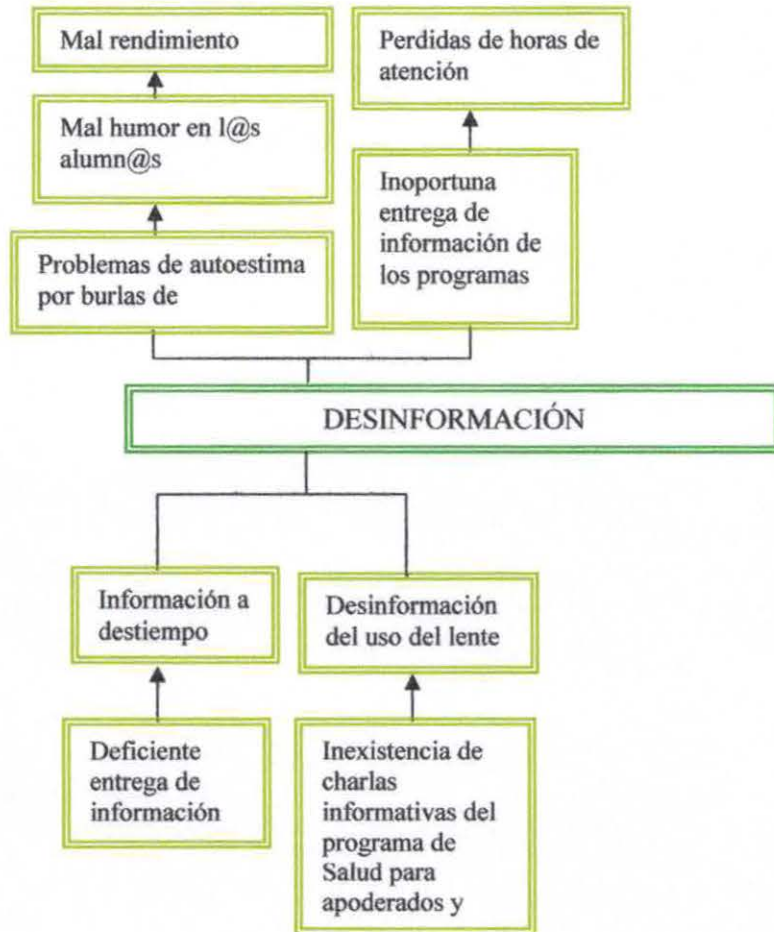 Mal rendimiento
Perdidas de horas de
atención
Mal humor en l@s
alumn@s
Inoportuna
entrega de
información de
los programas
Problemas de autoestima
por burlas de
DESINFORMACIÓN
Información a
destiempo
Desinformación
del uso del lente
Deficiente
entrega de
información
Inexistencia de
charlas
informativas del
programa de
Salud para
apoderados y